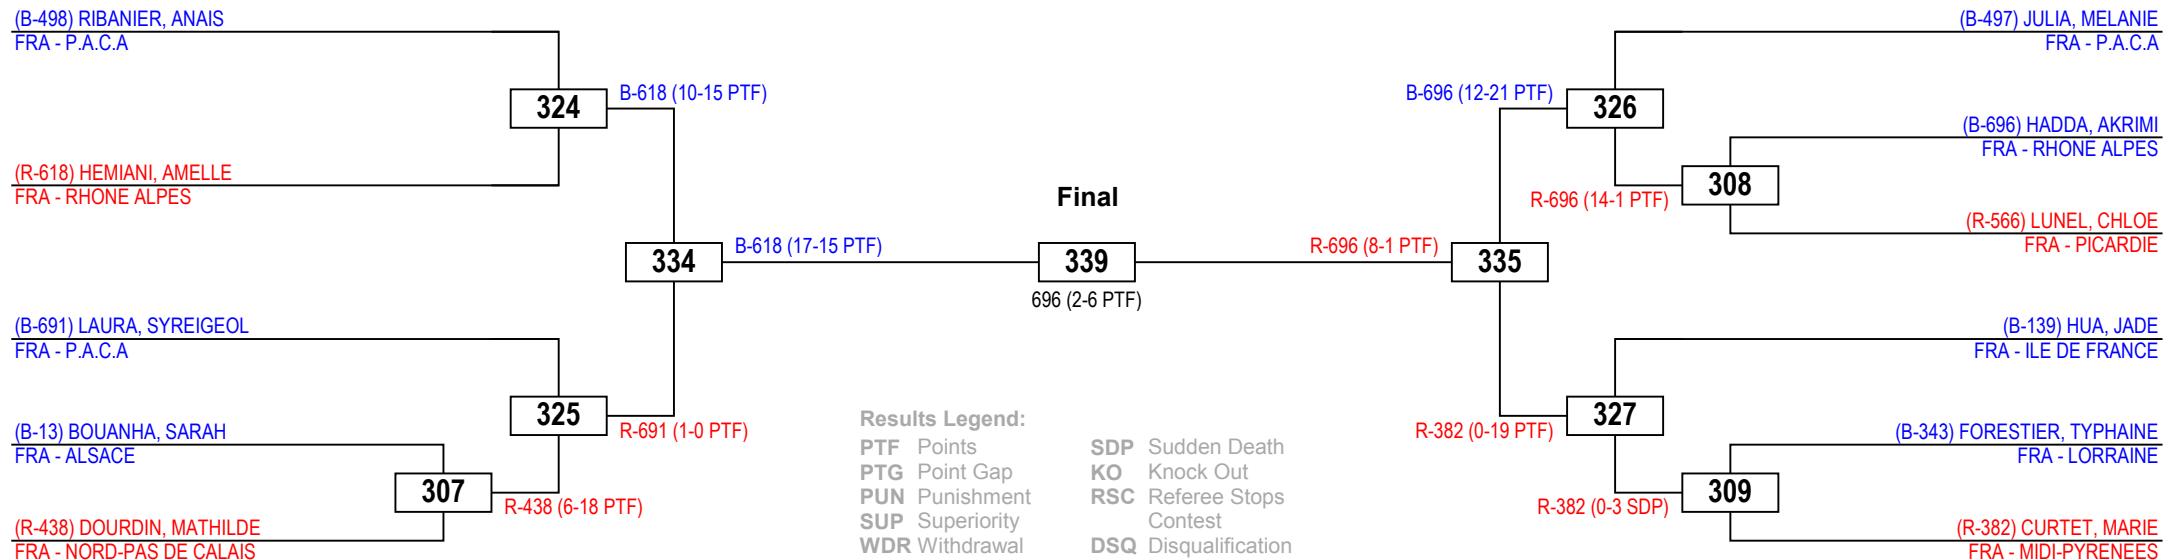 (B-498) RIBANIER, ANAIS
FRA - P.A.C.A
324
B-618 (10-15 PTF)
(R-618) HEMIANI, AMELLE
FRA - RHONE ALPES
334
B-618 (17-15 PTF)
(B-691) LAURA, SYREIGEOL
FRA - P.A.C.A
325
R-691 (1-0 PTF)
(B-13) BOUANHA, SARAH
FRA - ALSACE
307
R-438 (6-18 PTF)
(R-438) DOURDIN, MATHILDE
FRA - NORD-PAS DE CALAIS
Final
339
696 (2-6 PTF)
(B-497) JULIA, MELANIE
FRA - P.A.C.A
B-696 (12-21 PTF)
326
(B-696) HADDA, AKRIMI
FRA - RHONE ALPES
308
R-696 (14-1 PTF)
(R-566) LUNEL, CHLOE
FRA - PICARDIE
R-696 (8-1 PTF)
335
(B-139) HUA, JADE
FRA - ILE DE FRANCE
327
R-382 (0-19 PTF)
(B-343) FORESTIER, TYPHAINE
FRA - LORRAINE
309
R-382 (0-3 SDP)
(R-382) CURTET, MARIE
FRA - MIDI-PYRENEES
Results Legend:
PTF Points
PTG Point Gap
PUN Punishment
SUP Superiority
WDR Withdrawal
SDP Sudden Death
KO Knock Out
RSC Referee Stops
Contest
DSQ Disqualification